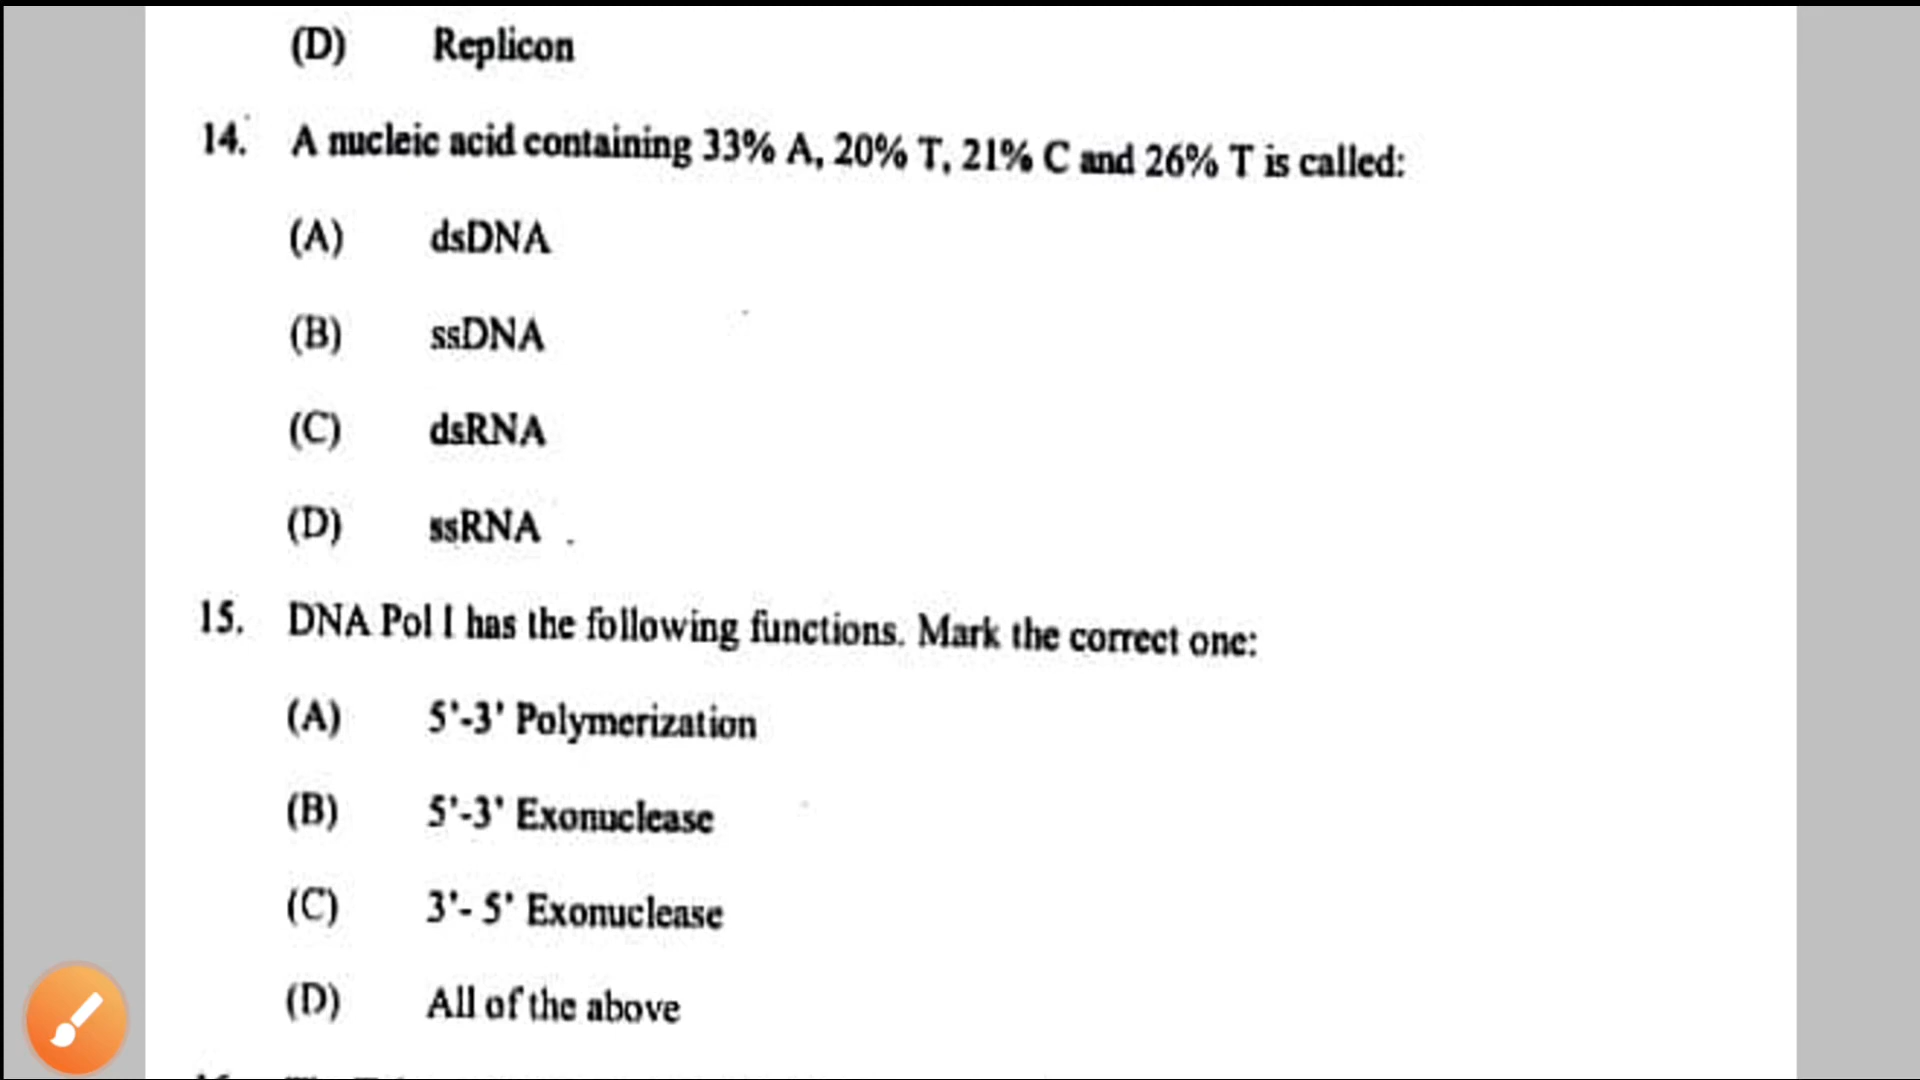 (D) Replicon
14. A nucleic acid containing 33% A, 20% T, 21% C and 26% T is called:
(A) dsDNA
(B) ssDNA
(C) dsRNA
(D) ssRNA .
15. DNA Pol I has the following functions. Mark the correct one:
(A) 5'-3' Polymerization
(B) 5'-3' Exonuclease
(C) 3'- 5' Exonuclease
(D) All of the above